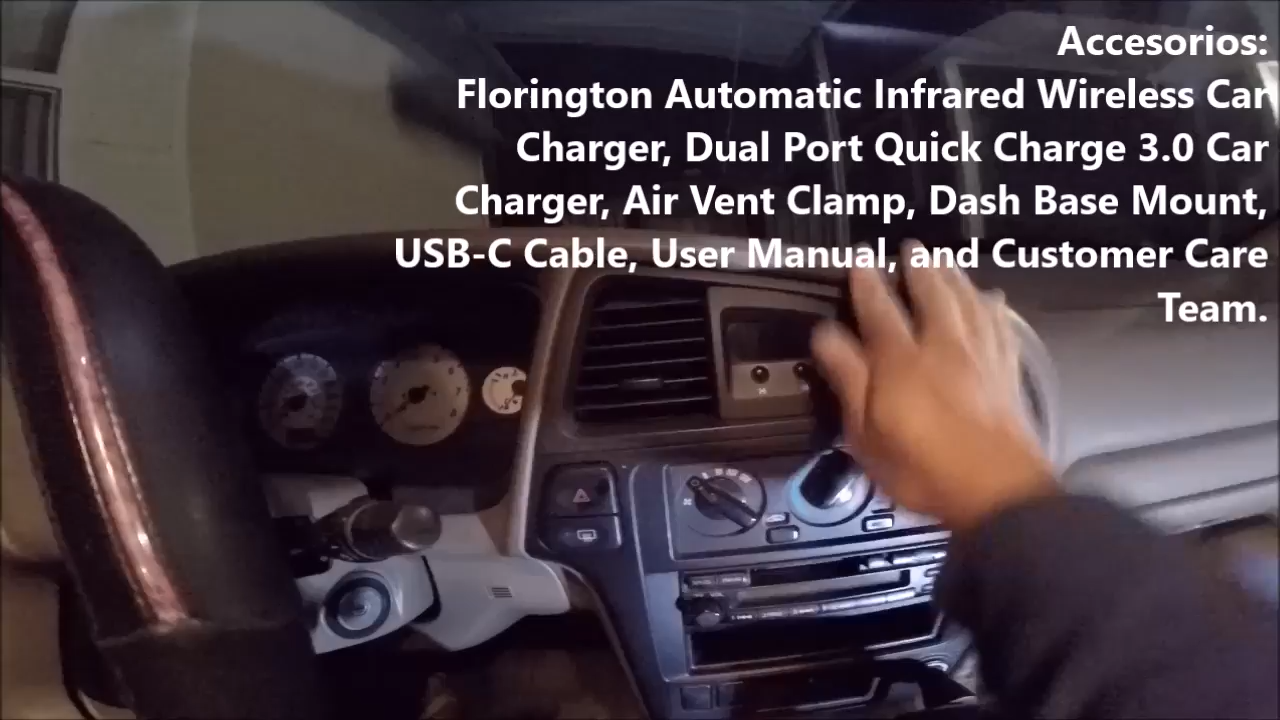 Accesorios:
Florington Automatic Infrared Wireless Car
Charger, Dual Port Quick Charge 3.0 Car
Charger, Air Vent Clamp, Dash Base Mount,
USB-C Cable, User Manual, and Customer Care
Team.